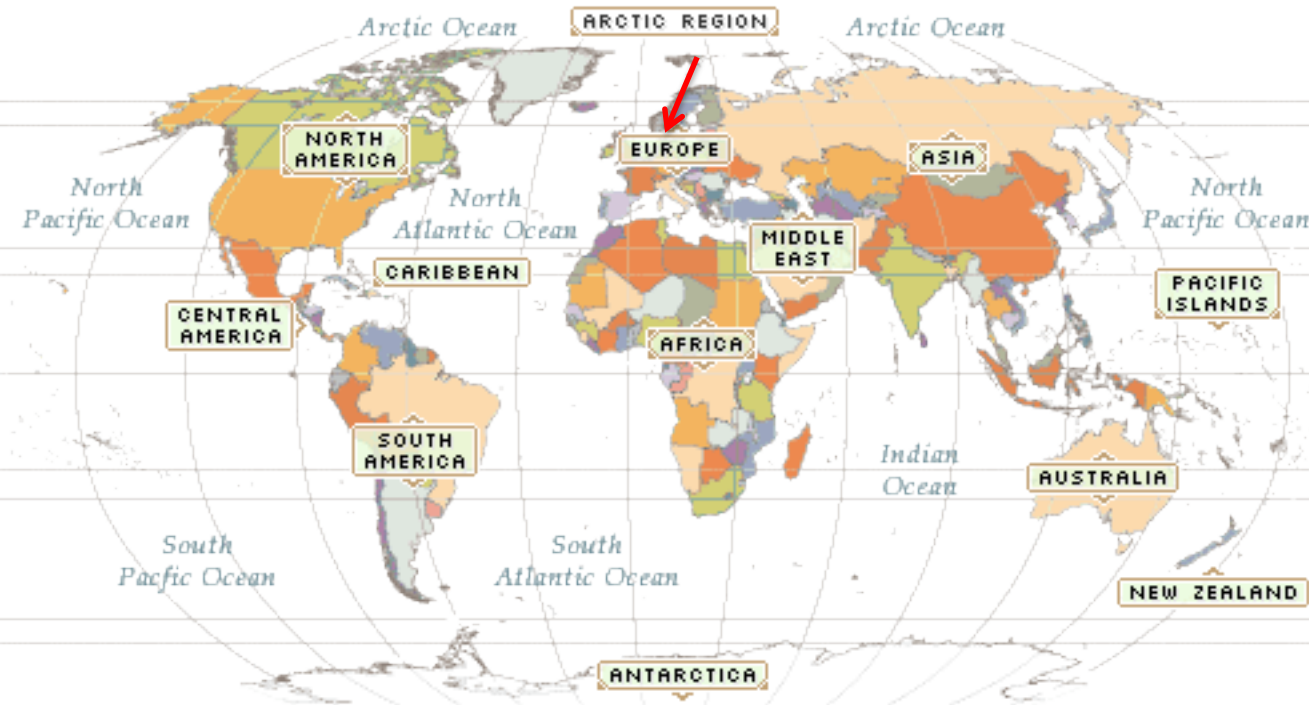 ARCTIC REGION
Arctic Ocean
Arctic Ocean
NORTH
AMERICA
EUROPE
ASIA
North
Pacific Ocean
North
Atlantic Ocean
North
Pacific Ocean
MIDDLE
EAST
CARIBBEAN
PACIFIC
ISLANDS
CENTRAL
AMERICA
AFRICA
SOUTH
AMERICA
Indian
Ocean
AUSTRALIA
South
Pacfic Ocean
South
Atlantic Ocean
NEW ZEALAND
ANTARCTICA